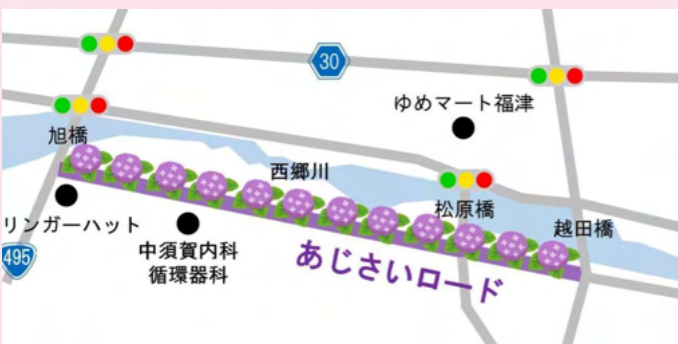 30
ゆめマート福津
旭橋
西郷川
松原橋
越田橋
リンガーハット
中須賀内科
循環器科
495
あじさいロード